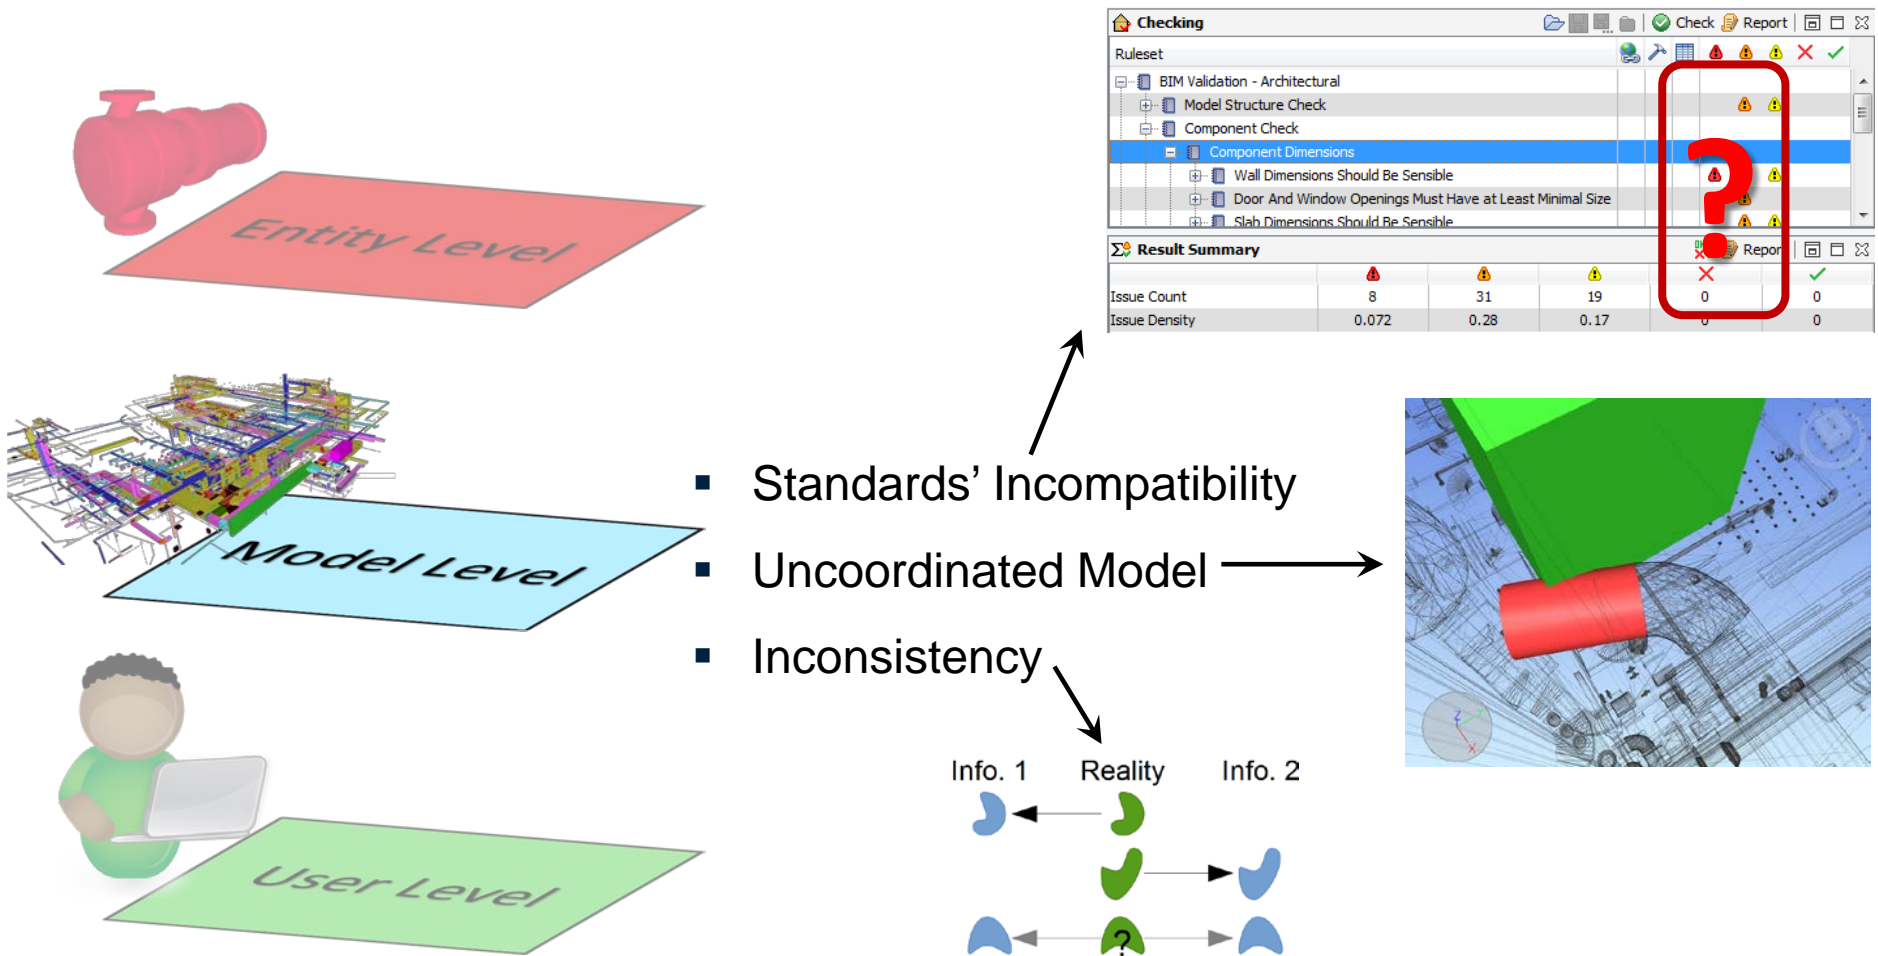 Checking
Check Report
Ruleset
BIM Validation - Architectural
Model Structure Check
Component Check
Component Dimensions
Wall Dimensions Should Be Sensible
Door And Window Openings Must Have at Least Minimal Size
Slab Dimensions Should Be Sensible
?
Result Summary
Report
Issue Count 8 31 19 0 0
Issue Density 0.072 0.28 0.17 0 0
Entity Level
Model Level
User Level
▪ Standards’ Incompatibility
▪ Uncoordinated Model
▪ Inconsistency
Z Y
X
Info. 1 Reality Info. 2
?